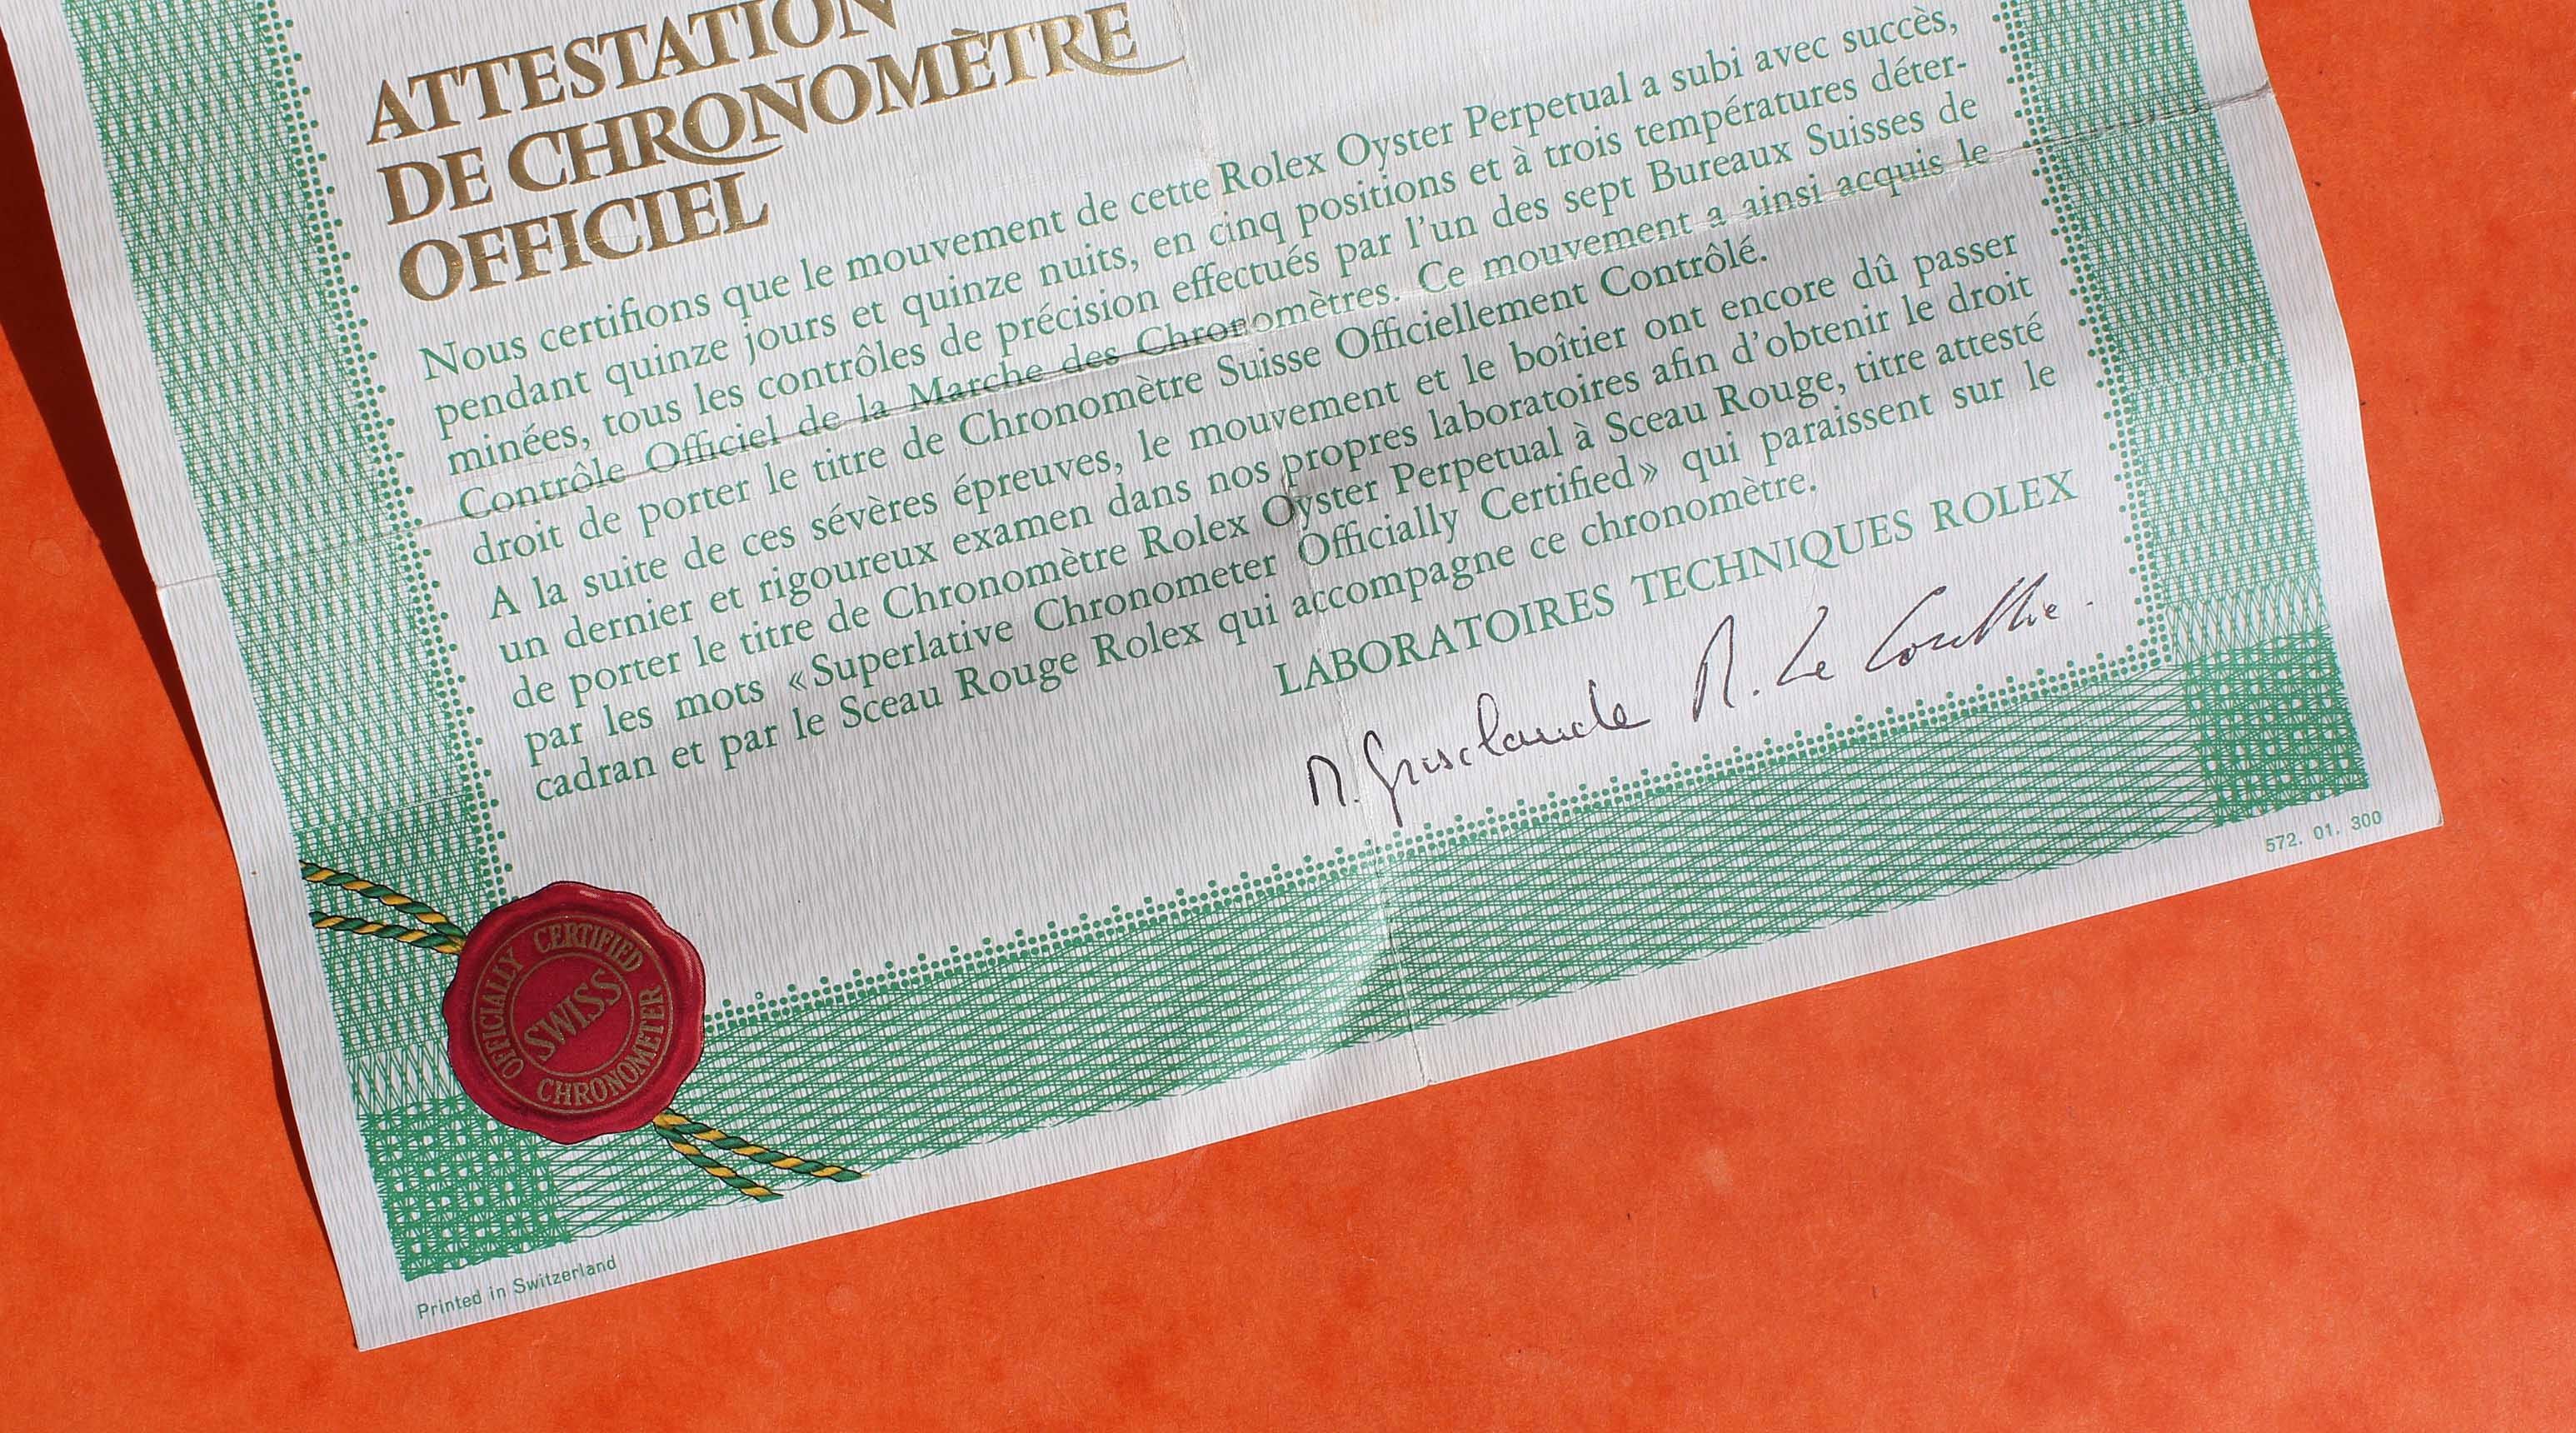 ATTESTATION
DE CHRONOMÈTRE
OFFICIEL
Nous certifions que le mouvement de cette Rolex Oyster Perpetual a subi avec succès,
pendant quinze jours et quinze nuits, en cinq positions et à trois températures déter-
minées, tous les contrôles de précision effectués par l'un des sept Bureaux Suisses de
Contrôle Officiel de la Marche des Chronomètres. Ce mouvement a ainsi acquis le
droit de porter le titre de Chronomètre Suisse Officiellement Contrôlé.
A la suite de ces sévères épreuves, le mouvement et le boîtier ont encore dû passer
un dernier et rigoureux examen dans nos propres laboratoires afin d'obtenir le droit
de porter le titre de Chronomètre Rolex Oyster Perpetual à Sceau Rouge, titre attesté
par les mots «Superlative Chronometer Officially Certified» qui paraissent sur le
cadran et par le Sceau Rouge Rolex qui accompagne ce chronomètre.
LABORATOIRES TECHNIQUES ROLEX
R. Le
OFFICIALLY CERTIFIED
SWISS
CHRONOMETER
572. 01. 300
Printed in Switzerland